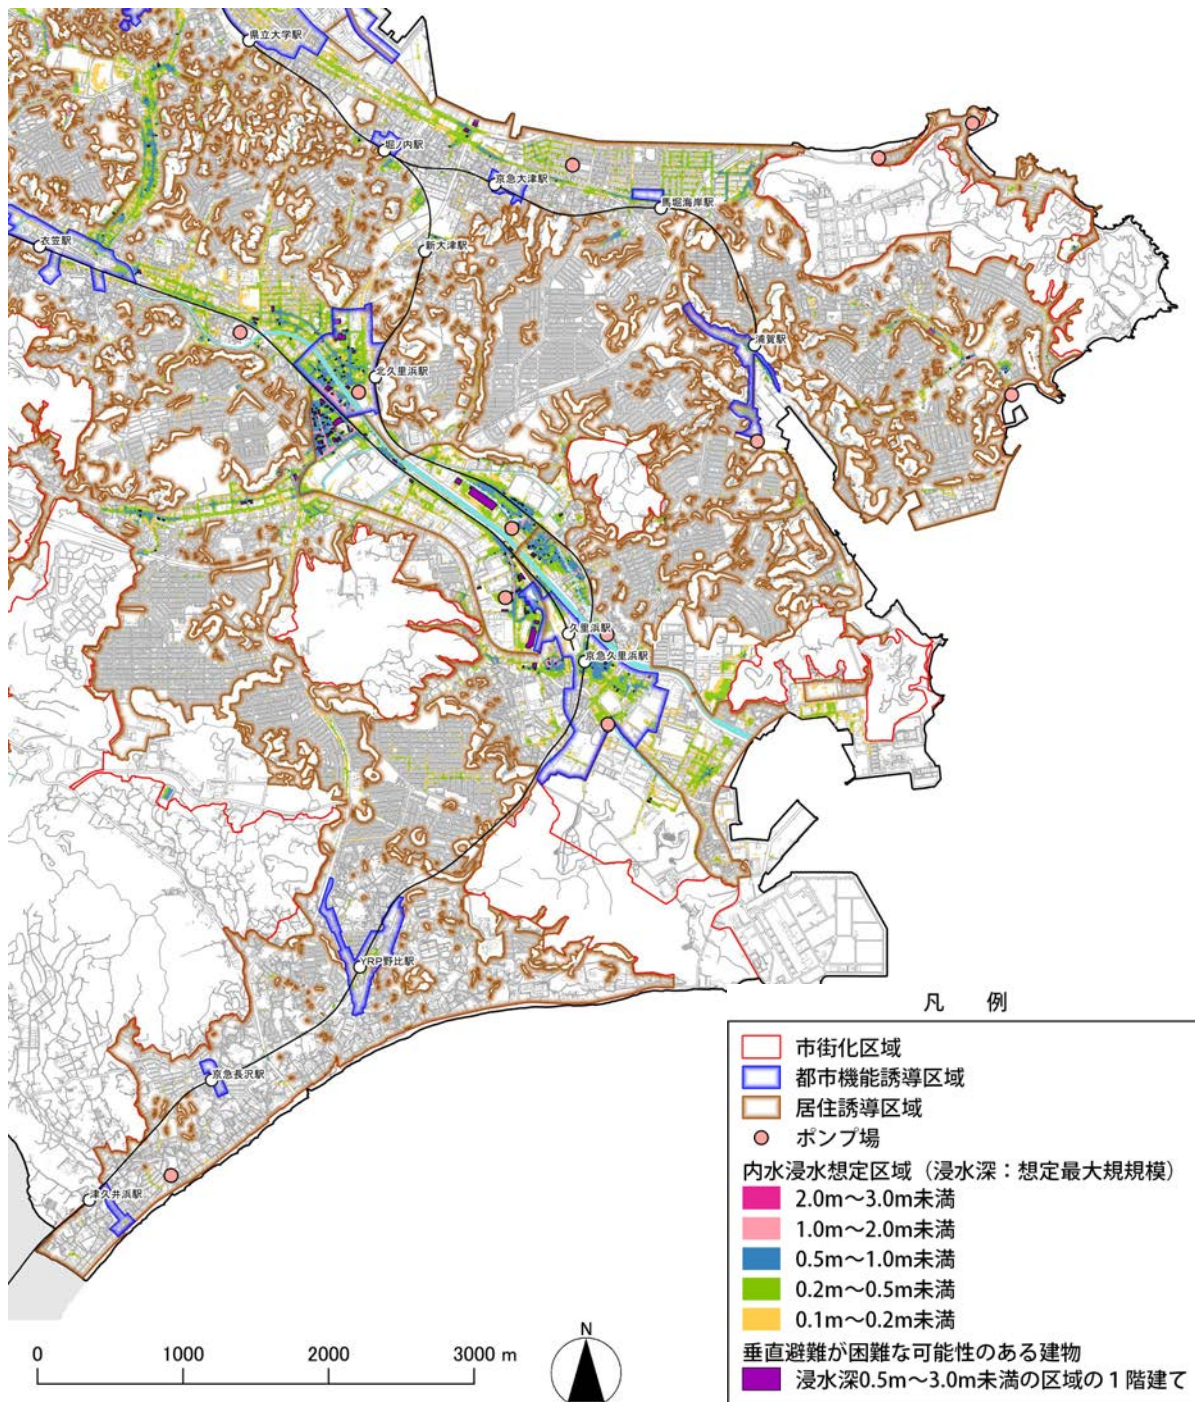 県立大学駅
堀ノ内駅
京急大津駅
馬堀海岸駅
衣笠駅
新大津駅
浦賀駅
北久里浜駅
久里浜駅
京急久里浜駅
YRP野比駅
京急長沢駅
津久井浜駅
凡 例
市街化区域
都市機能誘導区域
居住誘導区域
ポンプ場
内水浸水想定区域（浸水深：想定最大規規模）
2.0m～3.0m未満
1.0m～2.0m未満
0.5m～1.0m未満
0.2m～0.5m未満
0.1m～0.2m未満
垂直避難が困難な可能性のある建物
浸水深0.5m～3.0m未満の区域の１階建て
0 1000 2000 3000 m
N